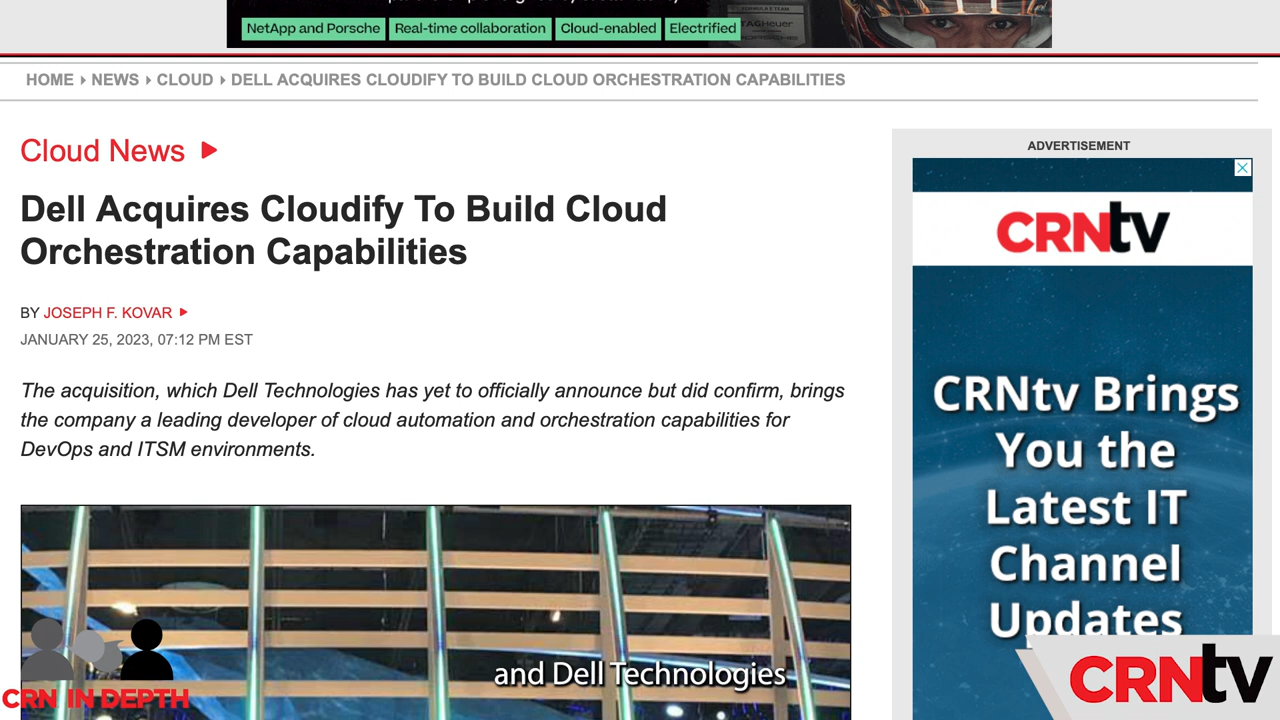 NetApp and Porsche Real-time collaboration Cloud-enabled Electrified
TAGHeuer
HOME NEWS CLOUD DELL ACQUIRES CLOUDIFY TO BUILD CLOUD ORCHESTRATION CAPABILITIES
Cloud News
Dell Acquires Cloudify To Build Cloud
Orchestration Capabilities
BY JOSEPH F. KOVAR
JANUARY 25, 2023, 07:12 PM EST
The acquisition, which Dell Technologies has yet to officially announce but did confirm, brings
the company a leading developer of cloud automation and orchestration capabilities for
DevOps and ITSM environments.
ADVERTISEMENT
CRNtv
CRNtv Brings
You the
Latest IT
Channel
Updates
and Dell Technologies
CRN IN DEPTH
CRNtv